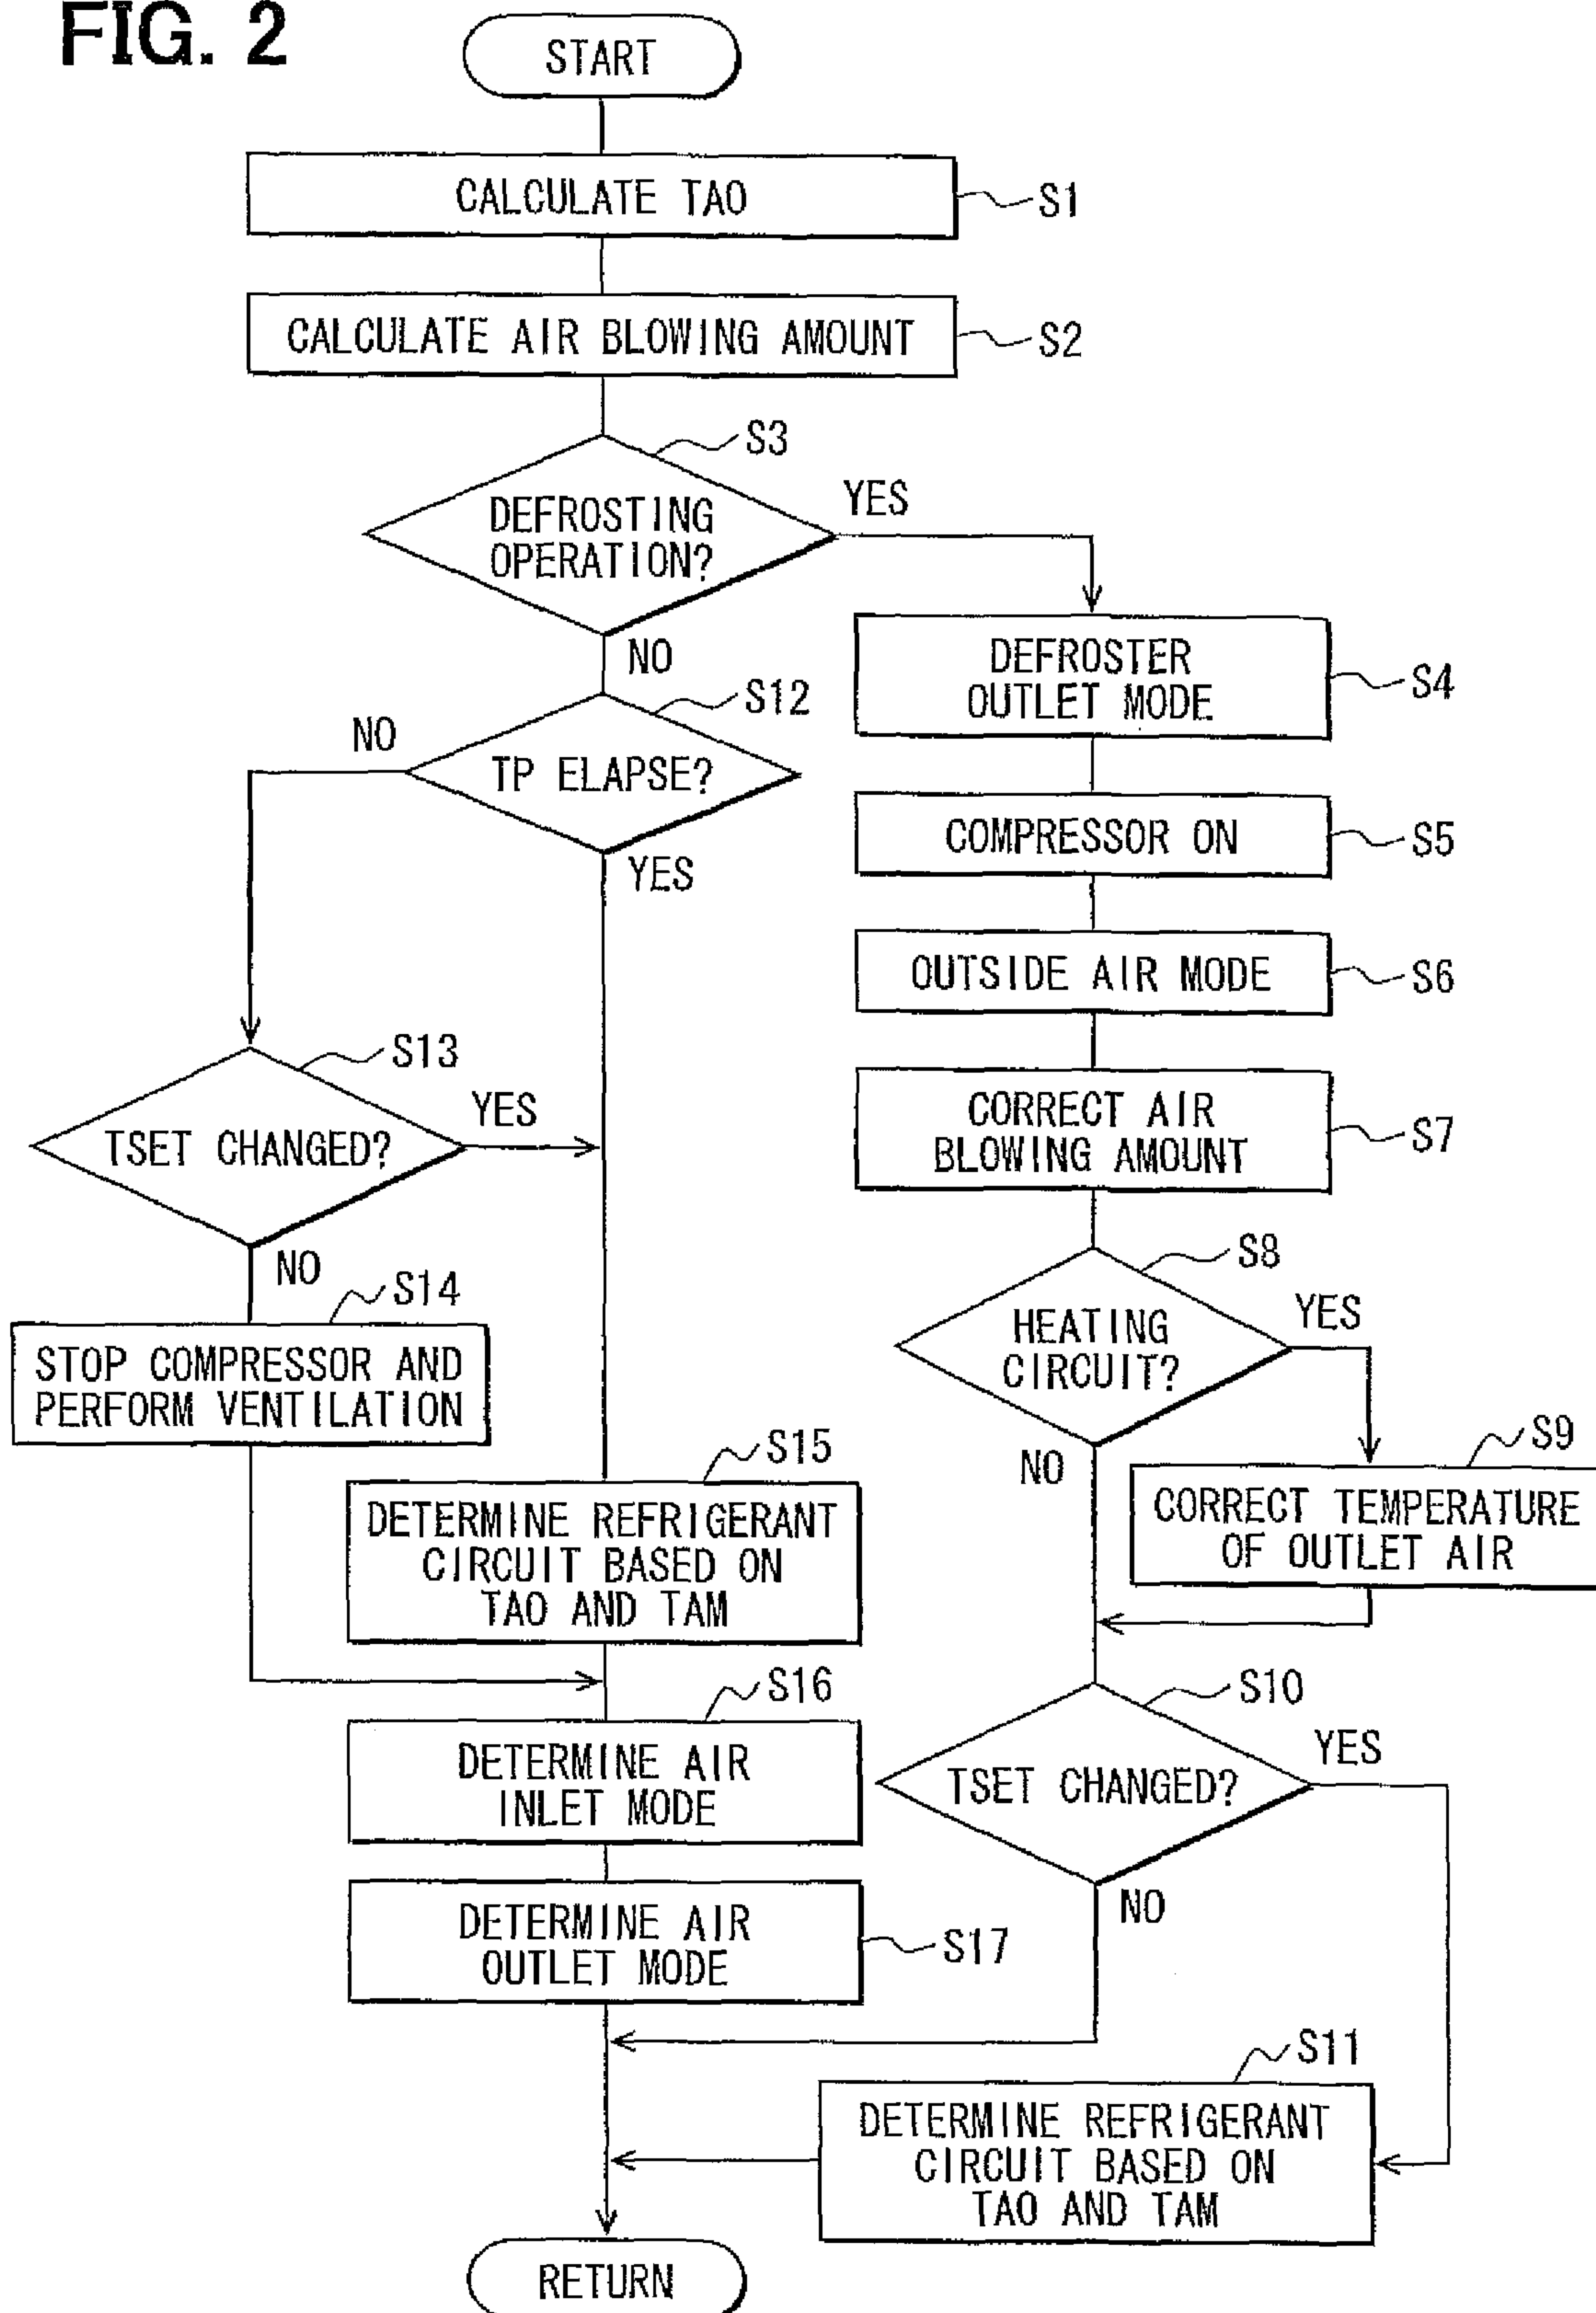 FIG. 2
START
CALCULATE TAO
S1
CALCULATE AIR BLOWING AMOUNT
S2
S3
DEFROSTING
OPERATION?
YES
NO
DEFROSTER
OUTLET MODE
S4
S12
NO
TP ELAPSE?
YES
COMPRESSOR ON
S5
OUTSIDE AIR MODE
S6
S13
TSET CHANGED?
YES
NO
CORRECT AIR
BLOWING AMOUNT
S7
S14
STOP COMPRESSOR AND
PERFORM VENTILATION
S8
HEATING
CIRCUIT?
YES
NO
S9
CORRECT TEMPERATURE
OF OUTLET AIR
S15
DETERMINE REFRIGERANT
CIRCUIT BASED ON
TAO AND TAM
S16
DETERMINE AIR
INLET MODE
S10
TSET CHANGED?
YES
NO
DETERMINE AIR
OUTLET MODE
S17
S11
DETERMINE REFRIGERANT
CIRCUIT BASED ON
TAO AND TAM
RETURN